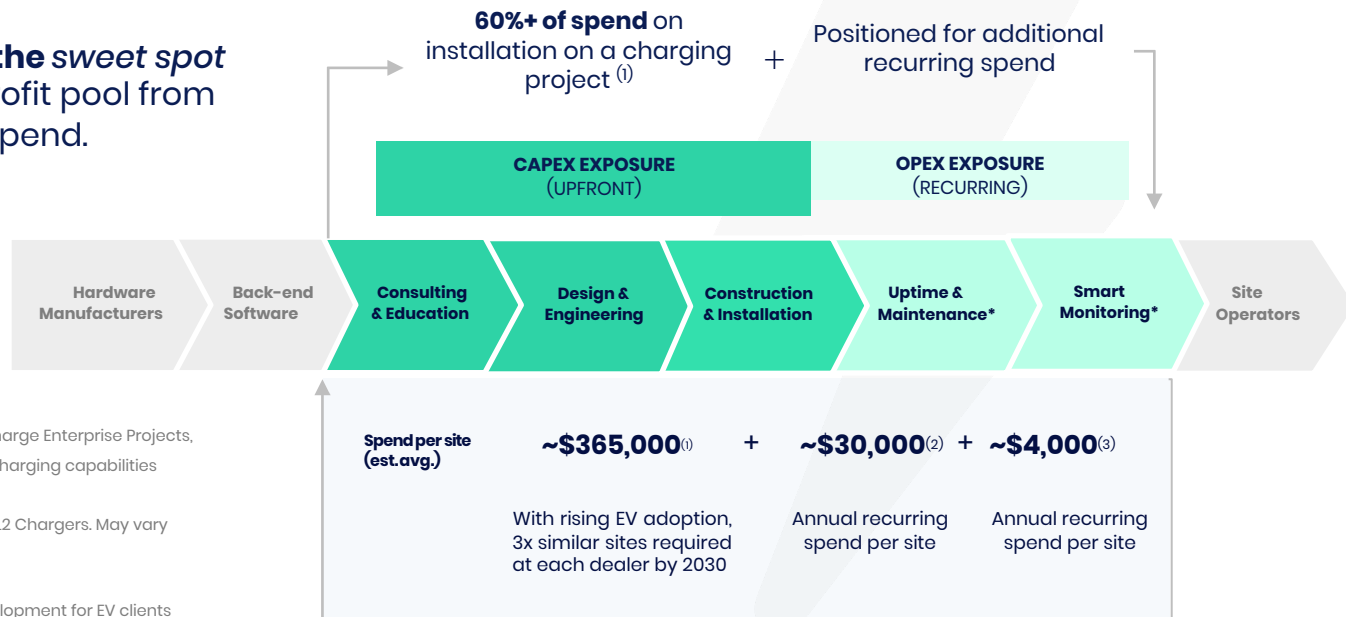 the sweet spot
ofit pool from
pend.
60%+ of spend on
installation on a charging
project (1)
+
Positioned for additional
recurring spend
CAPEX EXPOSURE
(UPFRONT)
OPEX EXPOSURE
(RECURRING)
Hardware
Manufacturers
Back-end
Software
Consulting
& Education
Design &
Engineering
Construction
& Installation
Uptime &
Maintenance*
Smart
Monitoring*
Site
Operators
Spend per site
(est.avg.)
~$365,000(1)
+
~$30,000(2)
+
~$4,000(3)
With rising EV adoption,
3x similar sites required
at each dealer by 2030
Annual recurring
spend per site
Annual recurring
spend per site
harge Enterprise Projects,
harging capabilities
L2 Chargers. May vary
lopment for EV clients